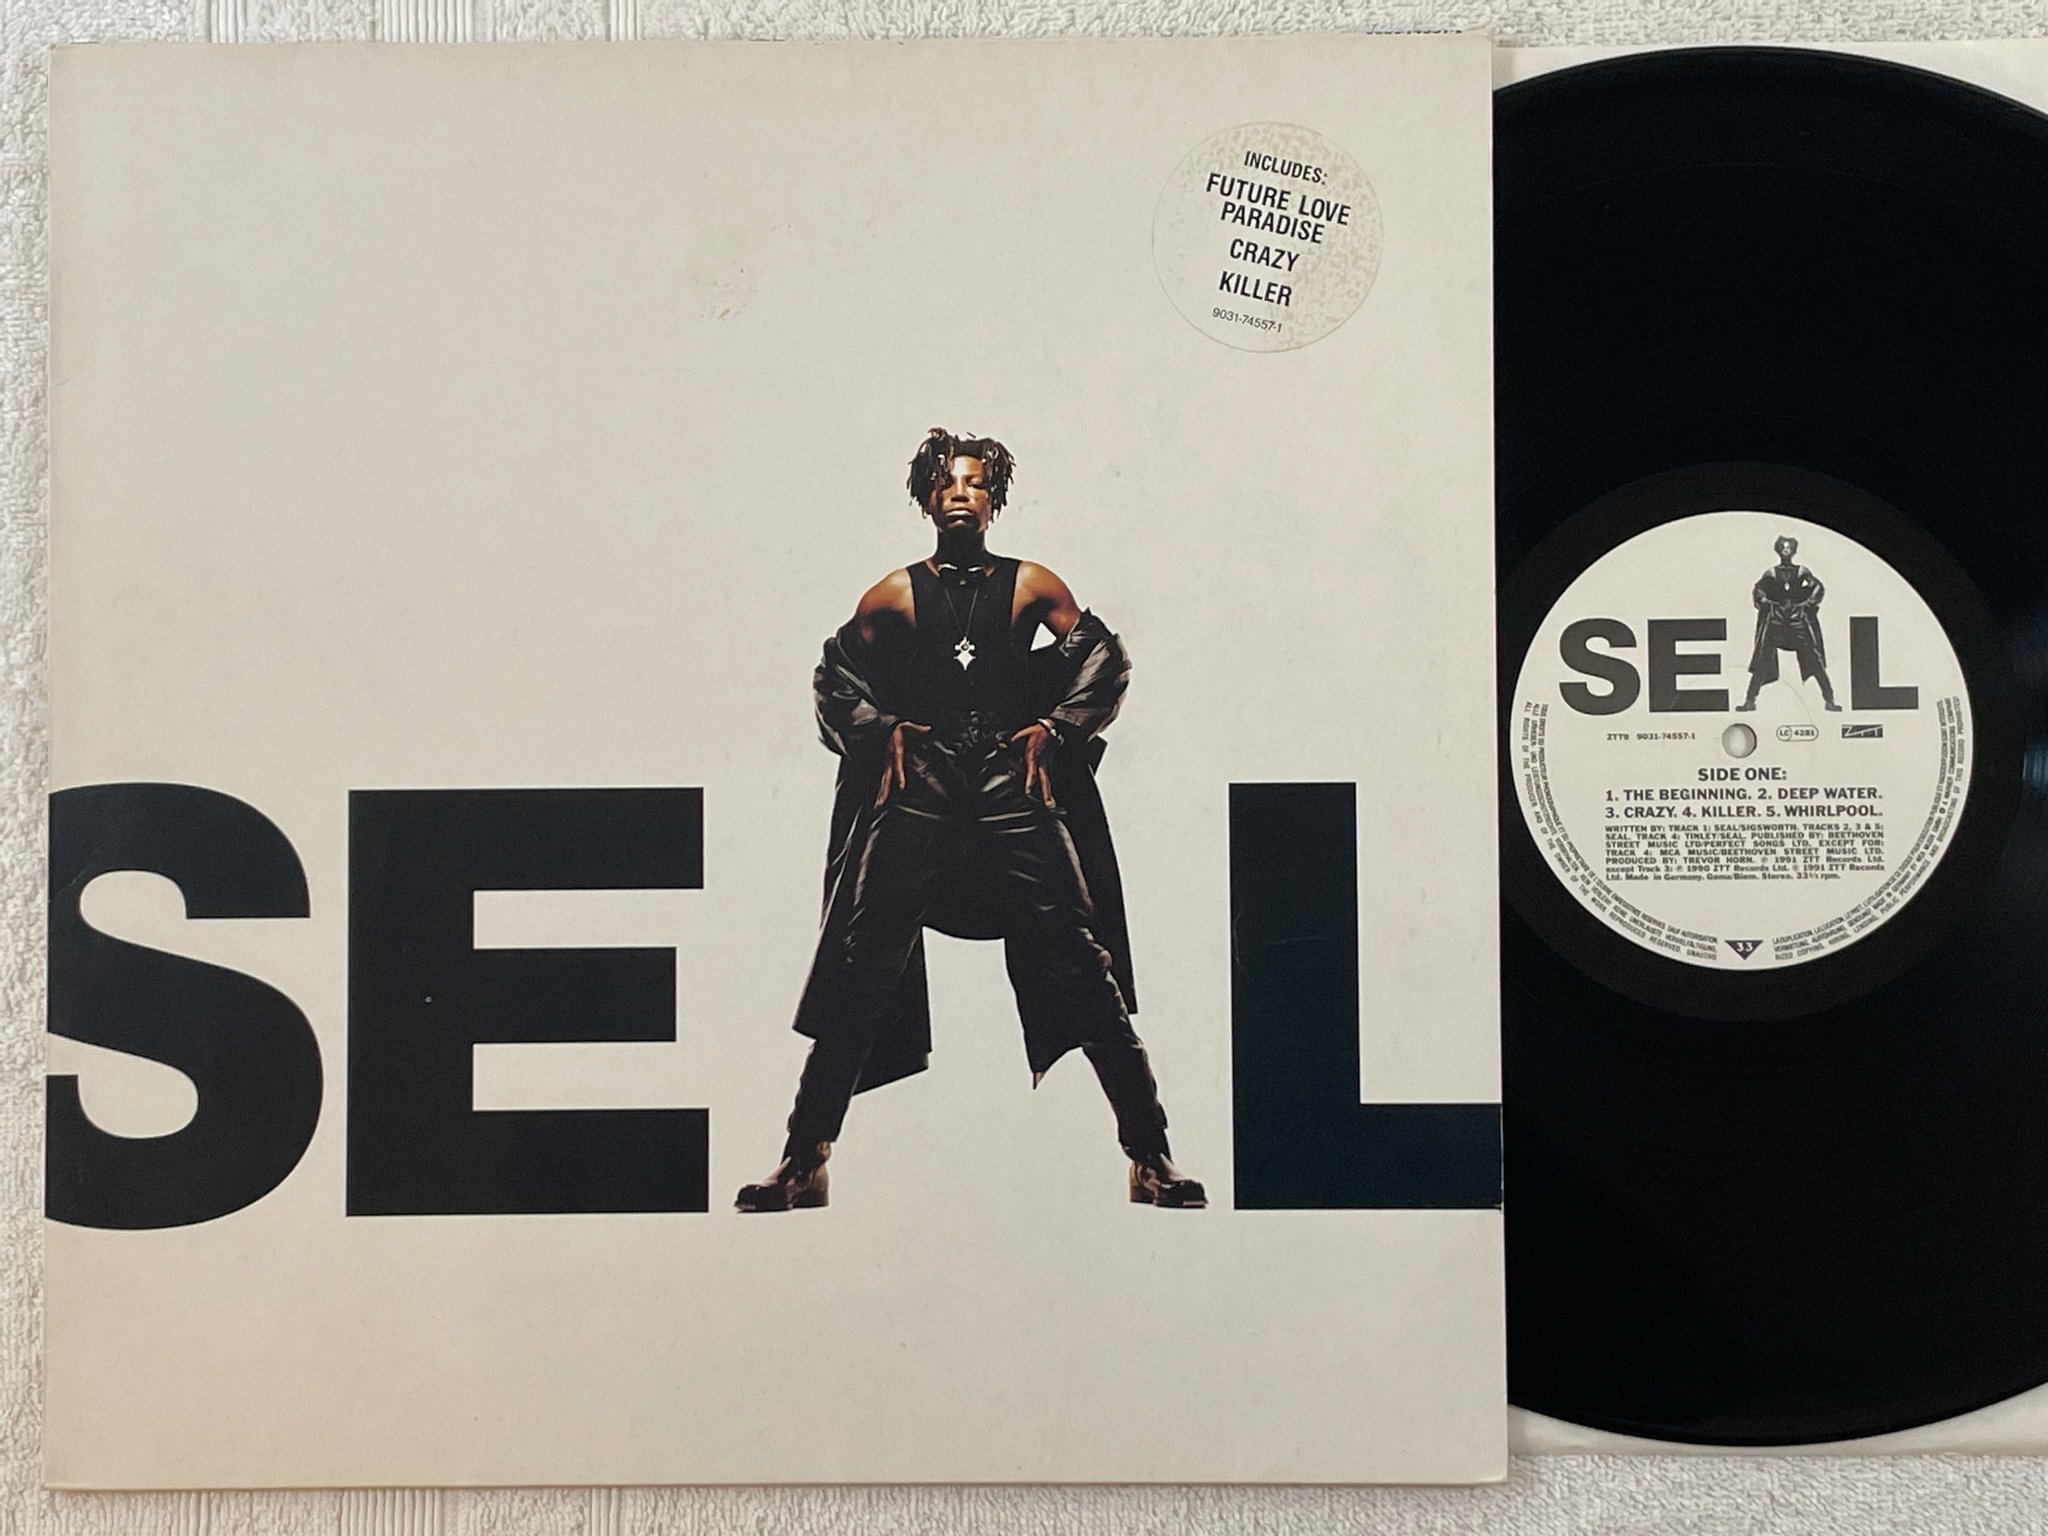 INCLUDES:
FUTURE LOVE
PARADISE
CRAZY
KILLER
9031-74557-1
SEAL
SEAL
ZTT9 9031-74557-1
LC 4281
ZTT
SIDE ONE:
1. THE BEGINNING. 2. DEEP WATER.
3. CRAZY. 4. KILLER. 5. WHIRLPOOL.
WRITTEN BY: TRACK 1: SEAL/SIGSWORTH. TRACKS 2, 3 & 5:
SEAL. TRACK 4: TINLEY/SEAL. PUBLISHED BY: BEETHOVEN
STREET MUSIC LTD/PERFECT SONGS LTD. EXCEPT FOR:
TRACK 4: MCA MUSIC/BEETHOVEN STREET MUSIC LTD.
PRODUCED BY: TREVOR HORN. ℗ 1991 ZTT Records Ltd.
except Track 3: ℗ 1990 ZTT Records Ltd. © 1991 ZTT Records
Ltd. Made in Germany. Gema/Biem. Stereo. 33⅓ rpm.
33